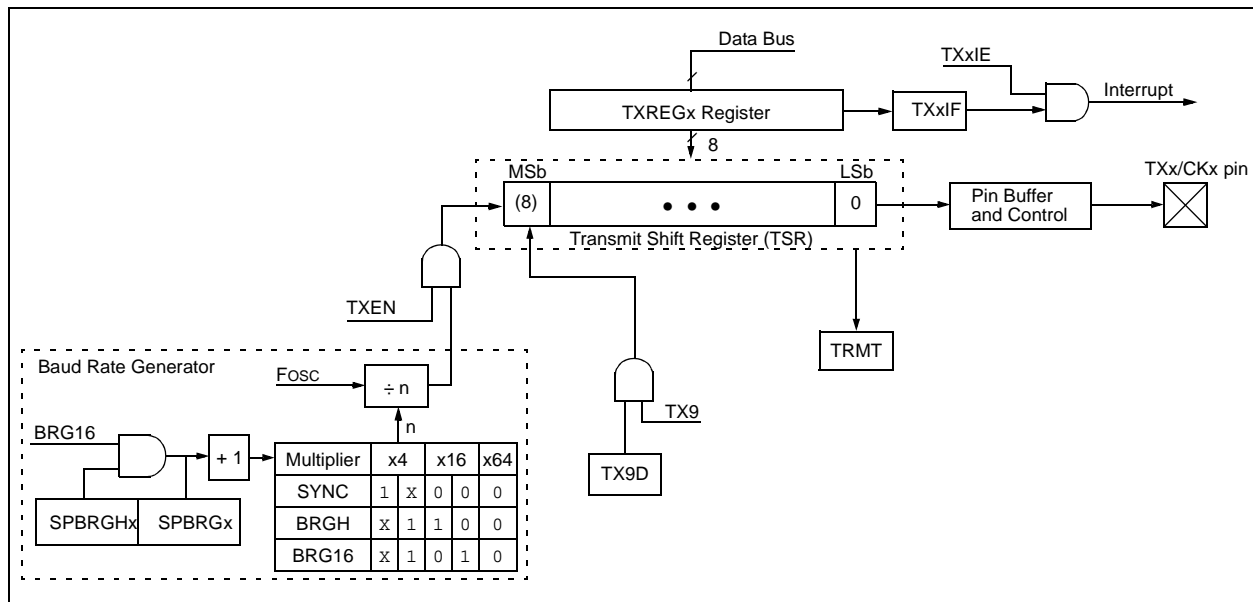 Data Bus
TXxIE
Interrupt
TXREGx Register
TXxIF
8
MSb
LSb
TXx/CKx pin
(8)
• • •
0
Pin Buffer
and Control
Transmit Shift Register (TSR)
TXEN
TRMT
Baud Rate Generator
FOSC
÷ n
TX9
BRG16
n
+ 1
TX9D
Multiplier x4 x16 x64
SYNC 1 X 0 0 0
BRGH X 1 1 0 0
BRG16 X 1 0 1 0
SPBRGHx SPBRGx